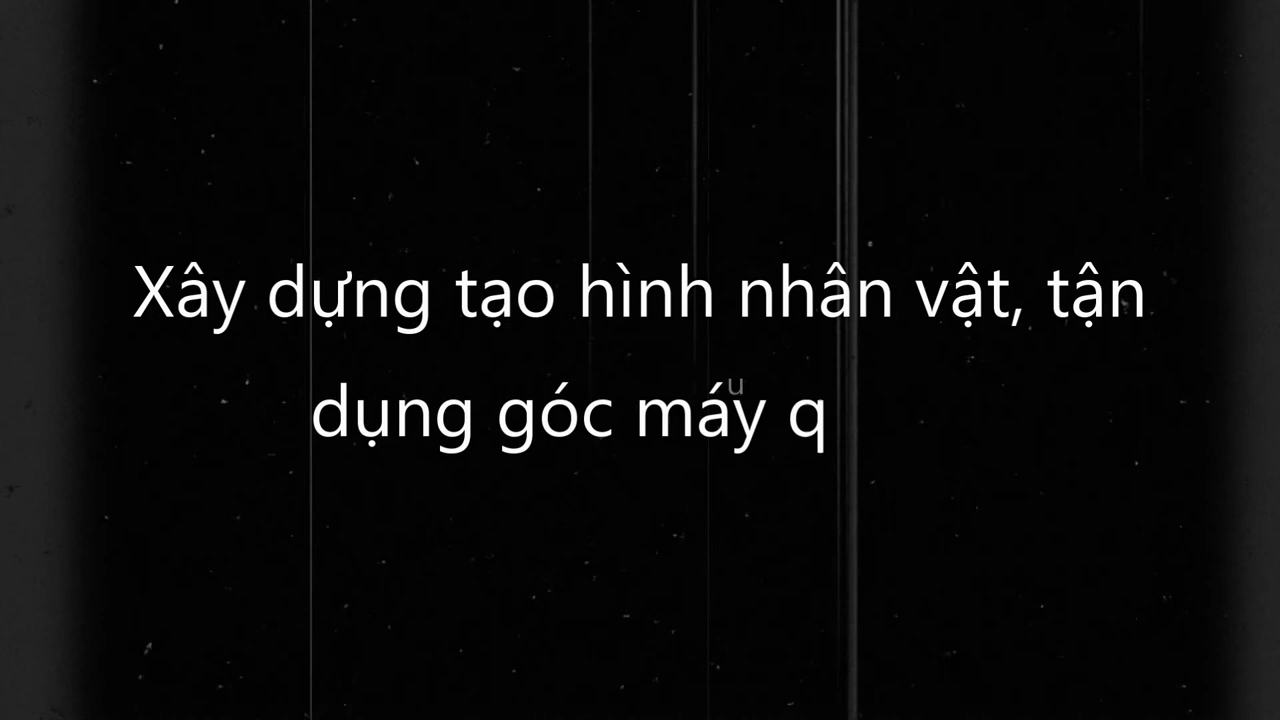 Xây dựng tạo hình nhân vật, tận
dụng góc máy q u